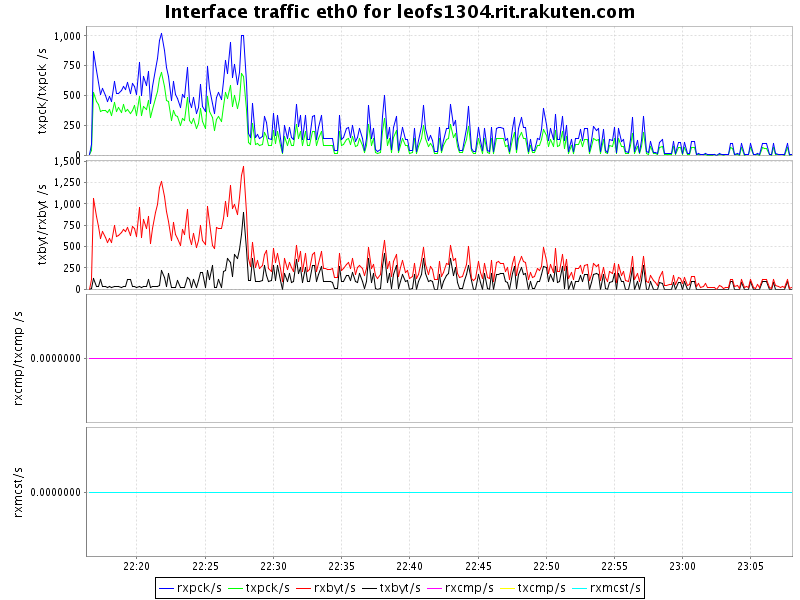 Interface traffic eth0 for leofs1304.rit.rakuten.com
txpck/txpck /s
1,000
750
500
250
0
txbyt/rxbyt /s
1,500
1,250
1,000
750
500
250
0
rxcmp/txcmp /s
0.0000000
rxmcst/s
0.0000000
22:20 22:25 22:30 22:35 22:40 22:45 22:50 22:55 23:00 23:05
rxpck/s txpck/s rxbyt/s txbyt/s rxcmp/s txcmp/s rxmcst/s